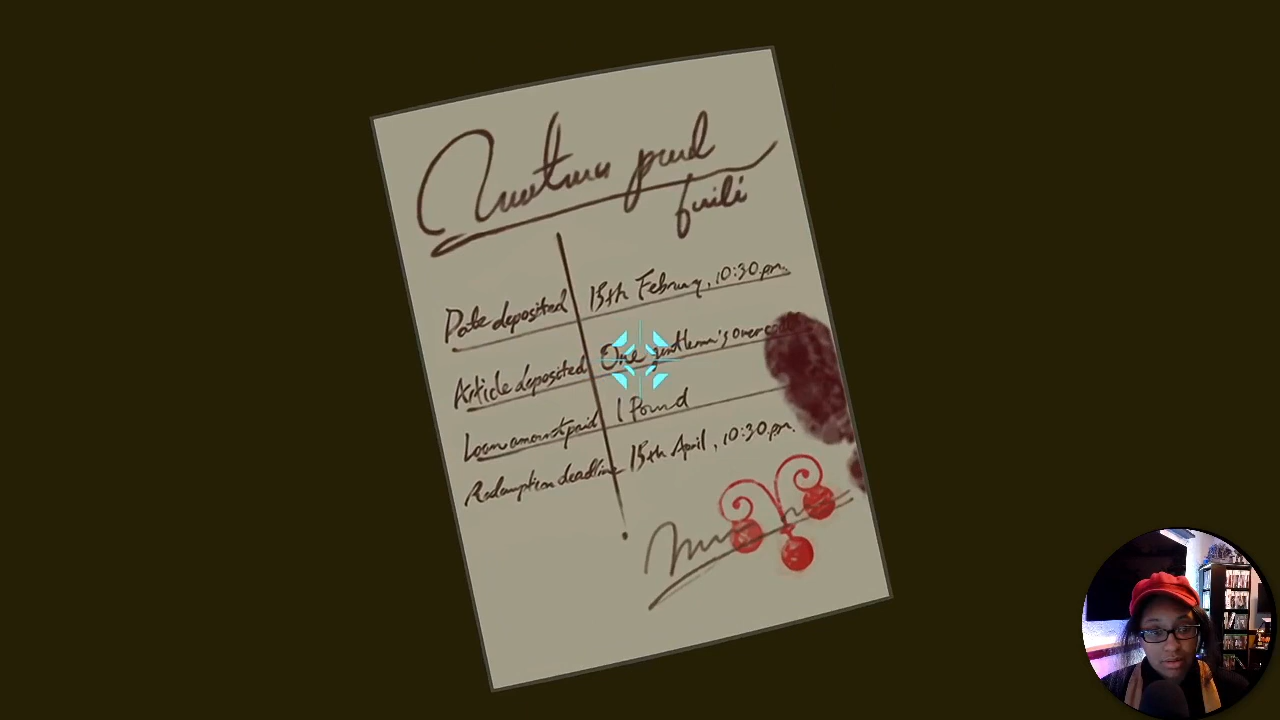 Date deposited 15th February, 10:30 p.m.
Article deposited One gentleman's overcoat
Loan amount paid 1 Pound
Redemption deadline 15th April, 10:30 p.m.